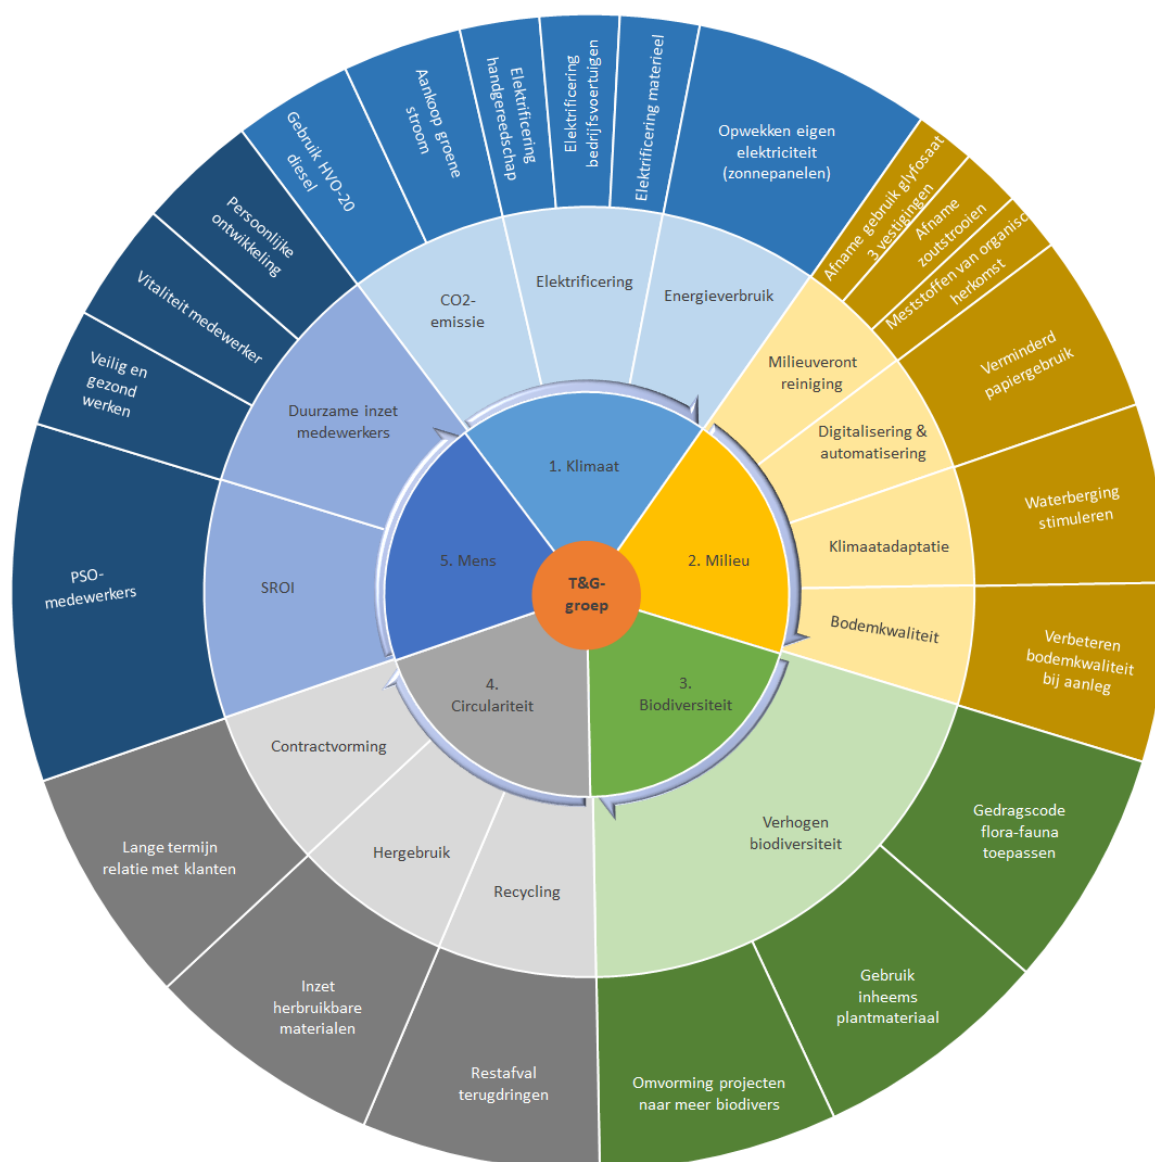 T&G-
groep
1. Klimaat
2. Milieu
3.
Biodiversiteit
4.
Circulariteit
5. Mens
CO2-
emissie
Elektrificering
Energieverbruik
Milieuveront
reiniging
Digitalisering &
automatisering
Klimaatadaptatie
Bodemkwaliteit
Verhogen
biodiversiteit
Recycling
Hergebruik
Contractvorming
SROI
Duurzame inzet
medewerkers
Gebruik HVO-20
diesel
Aankoop groene
stroom
Elektrificering
handgereedschap
Elektrificering
bedrijfsvoertuigen
Elektrificering materieel
Opwekken eigen
elektriciteit
(zonnepanelen)
Afname gebruik glyfosaat
3 vestigingen
Afname
zoutstrooien
Meststoffen van organisc
herkomst
Verminderd
papiergebruik
Waterberging
stimuleren
Verbeteren
bodemkwaliteit
bij aanleg
Gedragscode
flora-fauna
toepassen
Gebruik
inheems
plantmateriaal
Omvorming projecten
naar meer biodivers
Restafval
terugdringen
Inzet
herbruikbare
materialen
Lange termijn
relatie met klanten
PSO-
medewerkers
Veilig en
gezond
werken
Vitaliteit medewerker
Persoonlijke
ontwikkeling